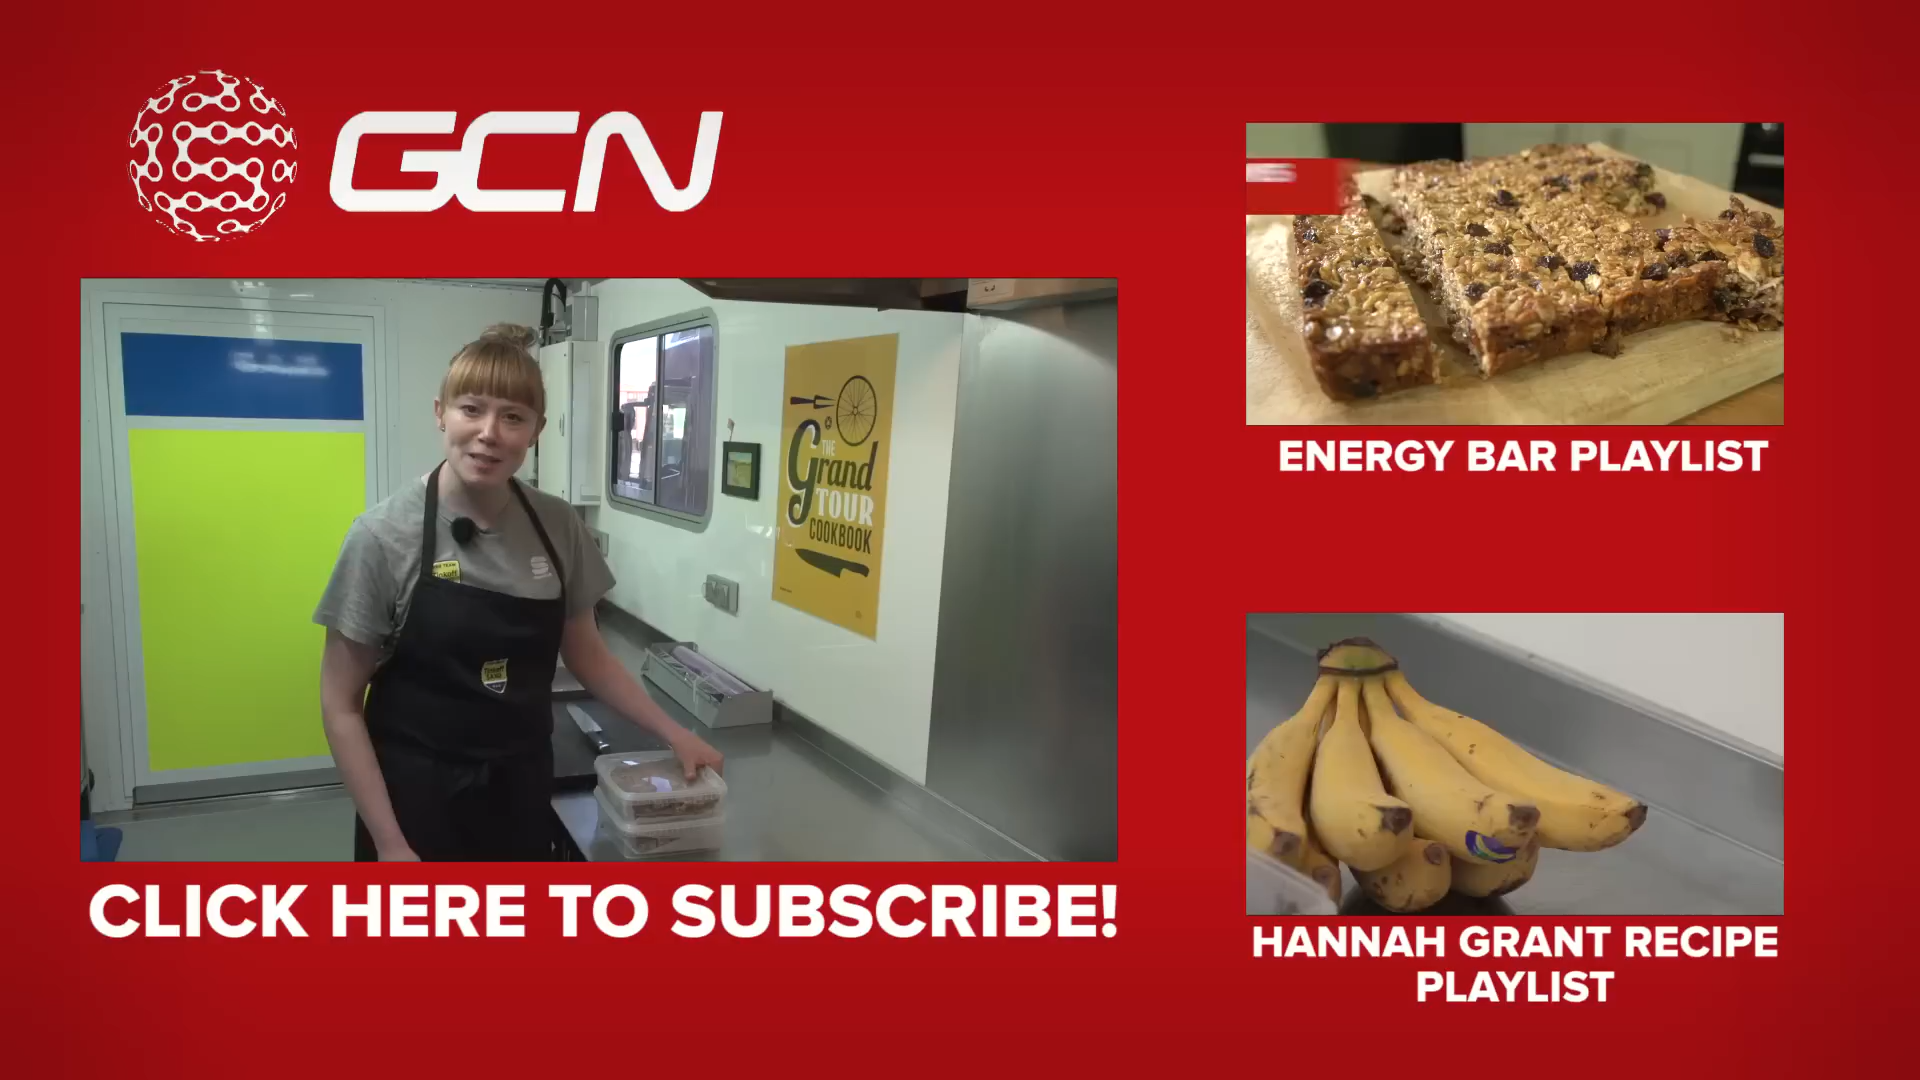 GCN
THE
Grand
TOUR
COOKBOOK
CLICK HERE TO SUBSCRIBE!
ENERGY BAR PLAYLIST
HANNAH GRANT RECIPE
PLAYLIST